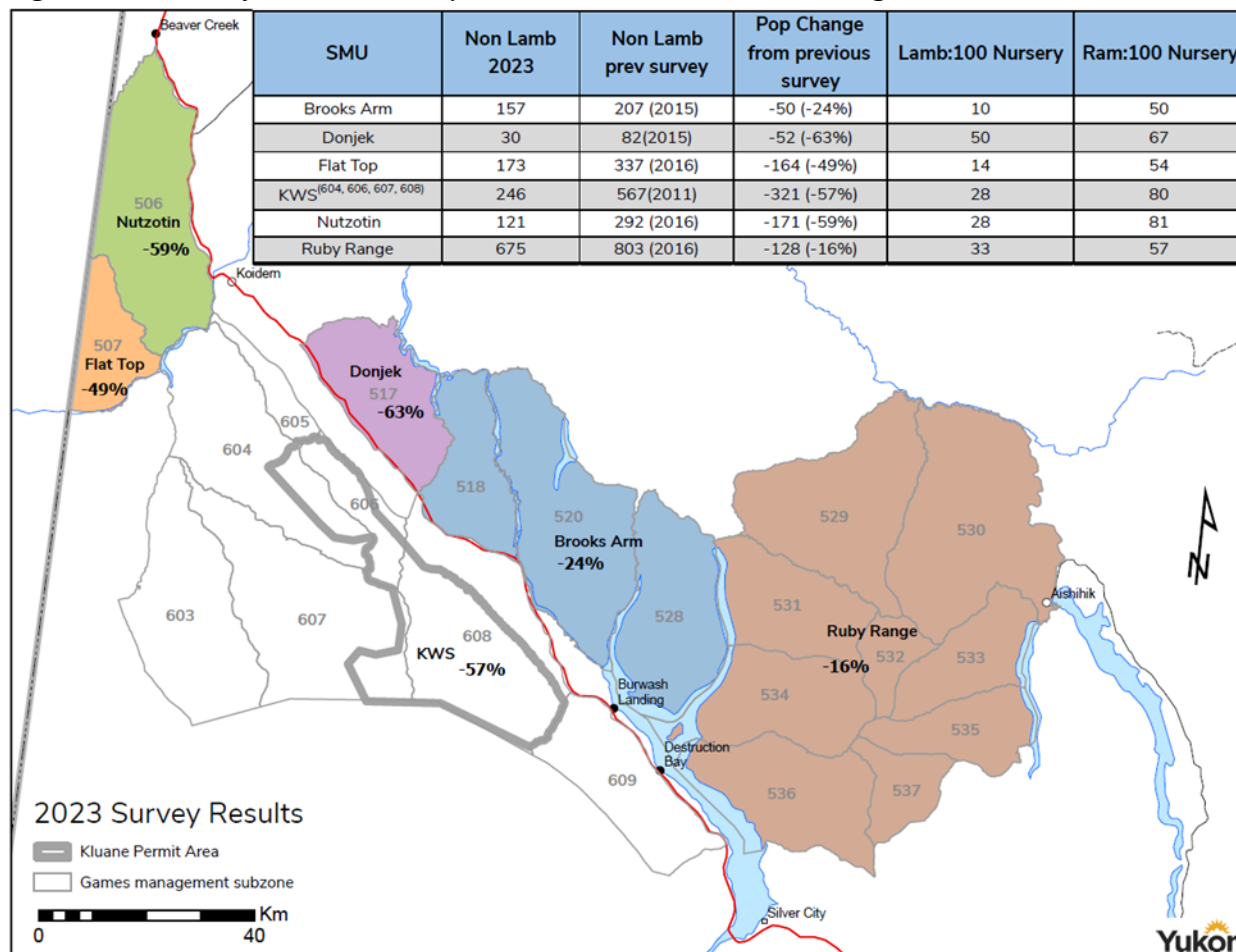 Beaver Creek
SMU Non Lamb 2023 Non Lamb prev survey Pop Change from previous survey Lamb:100 Nursery Ram:100 Nursery
Brooks Arm 157 207 (2015) -50 (-24%) 10 50
Donjek 30 82(2015) -52 (-63%) 50 67
Flat Top 173 337 (2016) -164 (-49%) 14 54
KWS(604, 606, 607, 608) 246 567(2011) -321 (-57%) 28 80
Nutzotin 121 292 (2016) -171 (-59%) 28 81
Ruby Range 675 803 (2016) -128 (-16%) 33 57
506
Nutzotin
-59%
Koidern
507
Flat Top
-49%
Donjek
517
-63%
605
604
606
518
520
Brooks Arm
-24%
528
529
530
531
Ruby Range
532
-16%
533
534
535
536
537
Aishihik
603
607
608
KWS
-57%
Burwash
Landing
Destruction
Bay
609
N
2023 Survey Results
Kluane Permit Area
Games management subzone
Km
0 40
Silver City
Yukon